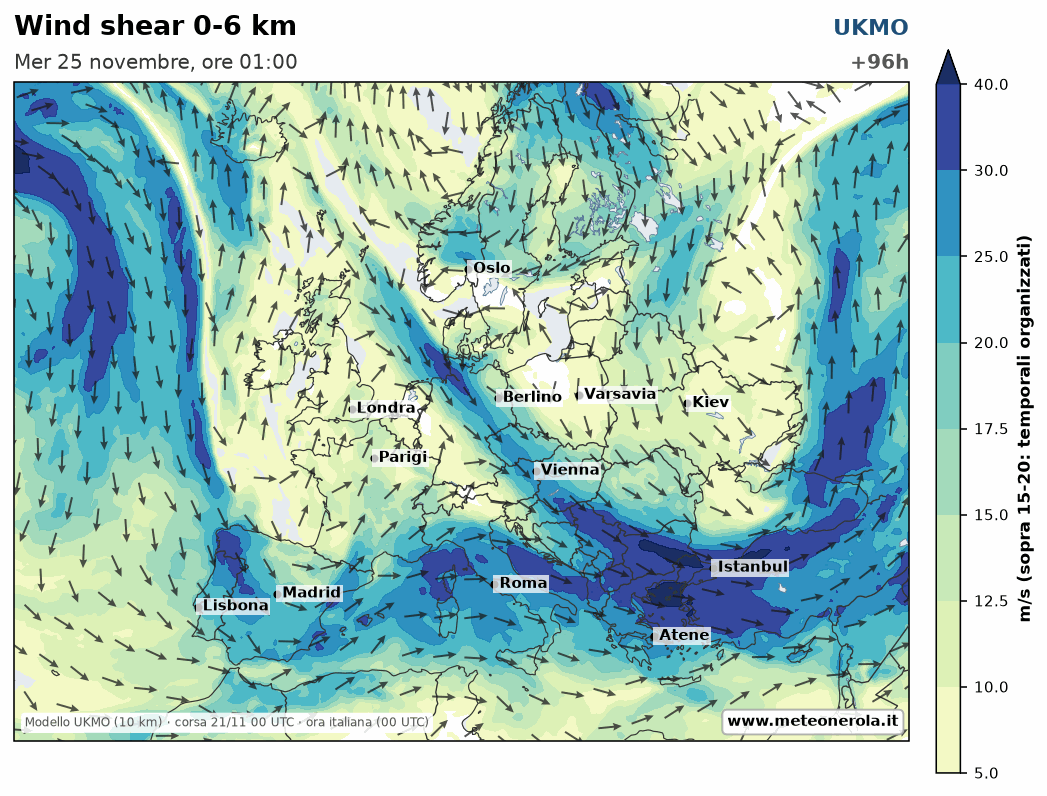 Wind shear 0-6 km
UKMO
Mer 25 novembre, ore 01:00
+96h
Oslo
Berlino
Varsavia
Kiev
Londra
Parigi
Vienna
Istanbul
Roma
Madrid
Lisbona
Atene
Modello UKMO (10 km) · corsa 21/11 00 UTC · ora italiana (00 UTC)
www.meteonerola.it
40.0
30.0
25.0
20.0
17.5
15.0
12.5
10.0
5.0
m/s (sopra 15-20: temporali organizzati)